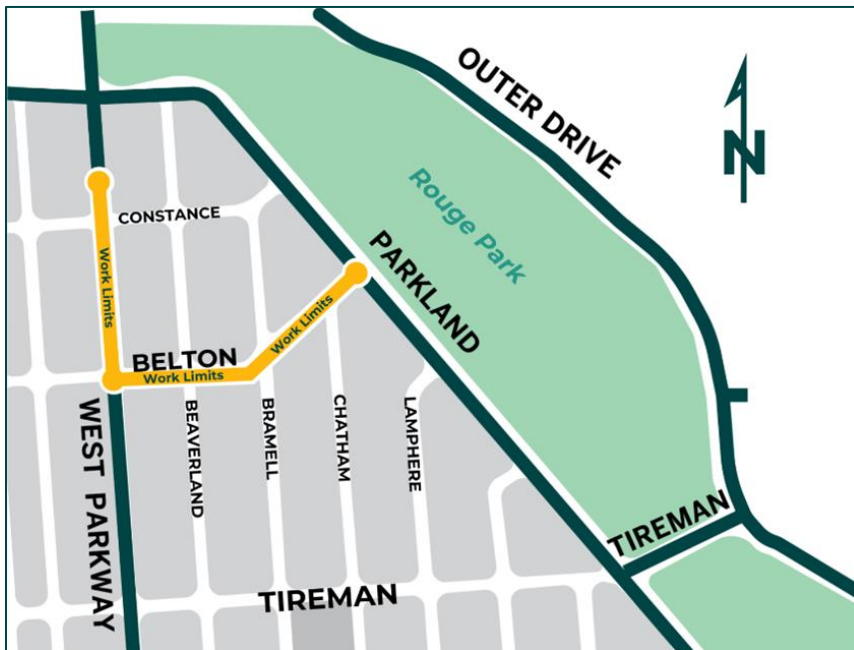 OUTER DRIVE
N
Rouge Park
CONSTANCE
PARKLAND
Work Limits
Work Limits
BELTON
Work Limits
WEST PARKWAY
BEAVERLAND
BRAMELL
CHATHAM
LAMPHERE
TIREMAN
TIREMAN